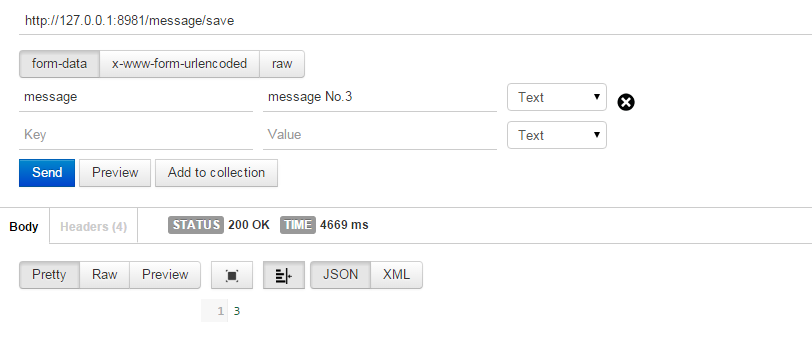 http://127.0.0.1:8981/message/save
form-data x-www-form-urlencoded raw
message message No.3 Text
Key Value Text
Send Preview Add to collection
Body Headers (4) STATUS 200 OK TIME 4669 ms
Pretty Raw Preview JSON XML
1 3